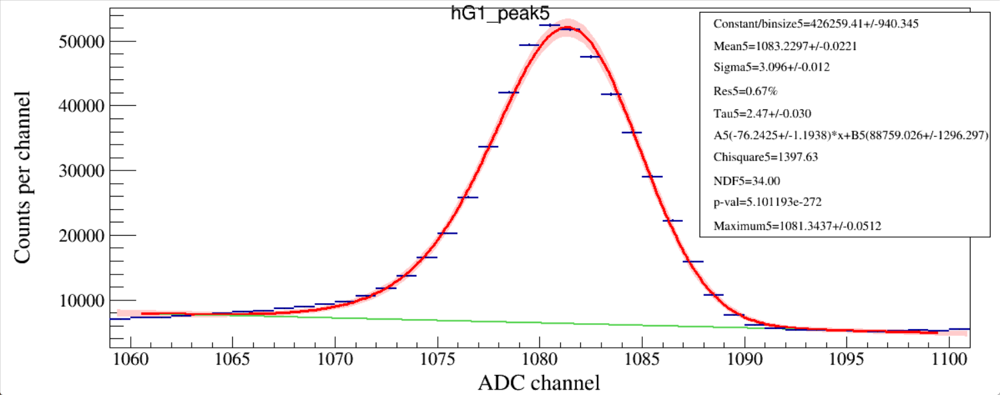 hG1_peak5
Constant/binsize5=426259.41+/-940.345
Mean5=1083.2297+/-0.0221
Sigma5=3.096+/-0.012
Res5=0.67%
Tau5=2.47+/-0.030
A5(-76.2425+/-1.1938)*x+B5(88759.026+/-1296.297)
Chisquare5=1397.63
NDF5=34.00
p-val=5.101193e-272
Maximum5=1081.3437+/-0.0512
Counts per channel
50000
40000
30000
20000
10000
1060 1065 1070 1075 1080 1085 1090 1095 1100
ADC channel